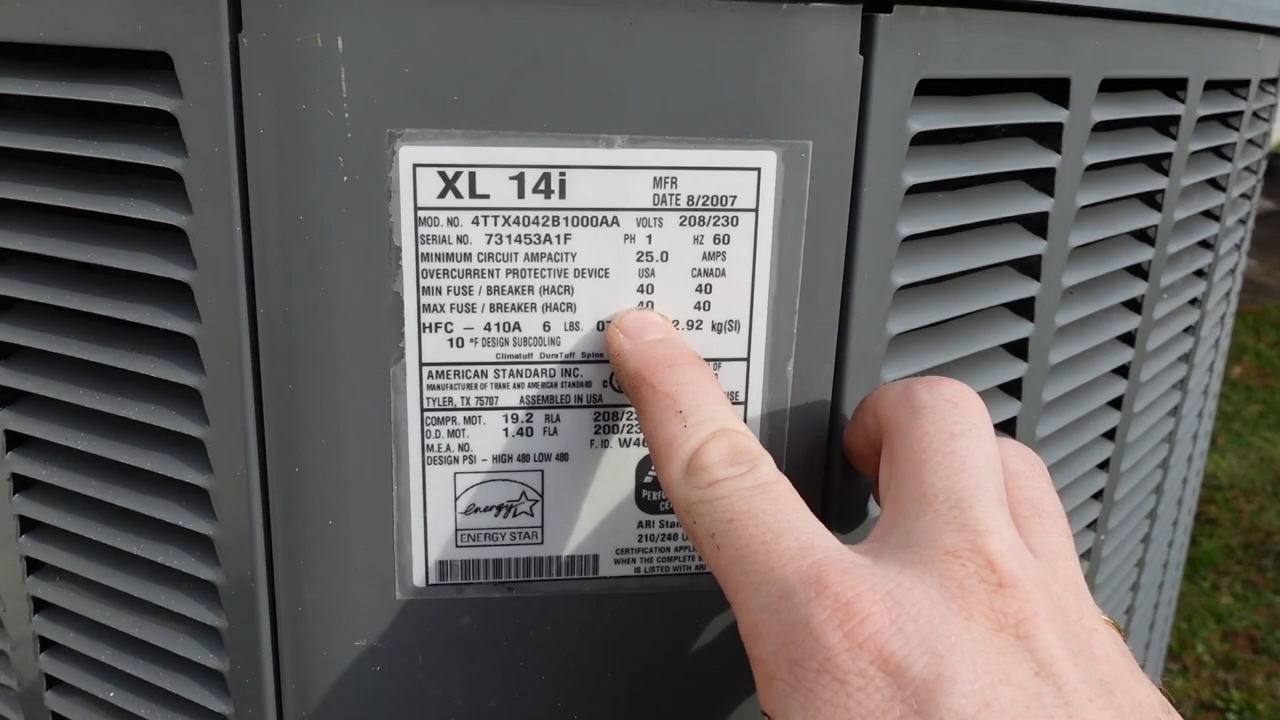 XL 14i
MFR
DATE 8/2007
MOD. NO. 4TTX4042B1000AA VOLTS 208/230
SERIAL NO. 731453A1F PH 1 HZ 60
MINIMUM CIRCUIT AMPACITY 25.0 AMPS
OVERCURRENT PROTECTIVE DEVICE USA CANADA
MIN FUSE / BREAKER (HACR) 40 40
MAX FUSE / BREAKER (HACR) 40 40
HFC - 410A 6 LBS. 2.92 kg(SI)
10 °F DESIGN SUBCOOLING
Climatuff DuraTuff Spine
AMERICAN STANDARD INC.
MANUFACTURER OF TRANE AND AMERICAN STANDARD
TYLER, TX 75707 ASSEMBLED IN USA
COMPR. MOT. 19.2 RLA 208/23
O.D. MOT. 1.40 FLA 200/23
M.E.A. NO. F. ID.
DESIGN PSI - HIGH 480 LOW 480
energy
ENERGY STAR
ARI
210/240
CERTIFICATION
WHEN THE COMPLETE
IS LISTED WITH ARI